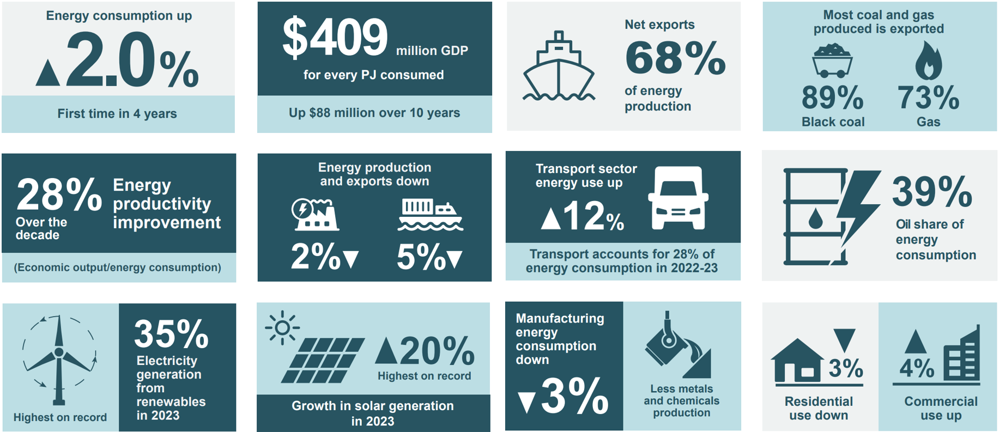 Energy consumption up
▲2.0%
First time in 4 years
$409 million GDP
for every PJ consumed
Up $88 million over 10 years
Net exports
68%
of energy
production
Most coal and gas
produced is exported
89%
Black coal
73%
Gas
28%
Over the
decade
Energy
productivity
improvement
(Economic output/energy consumption)
Energy production
and exports down
2%▼
5%▼
Transport sector
energy use up
▲12%
Transport accounts for 28% of
energy consumption in 2022-23
39%
Oil share of
energy
consumption
Highest on record
35%
Electricity
generation
from
renewables
in 2023
▲20%
Highest on record
Growth in solar generation
in 2023
Manufacturing
energy
consumption
down
▼3%
Less metals
and chemicals
production
▼
3%
Residential
use down
▲
4%
Commercial
use up